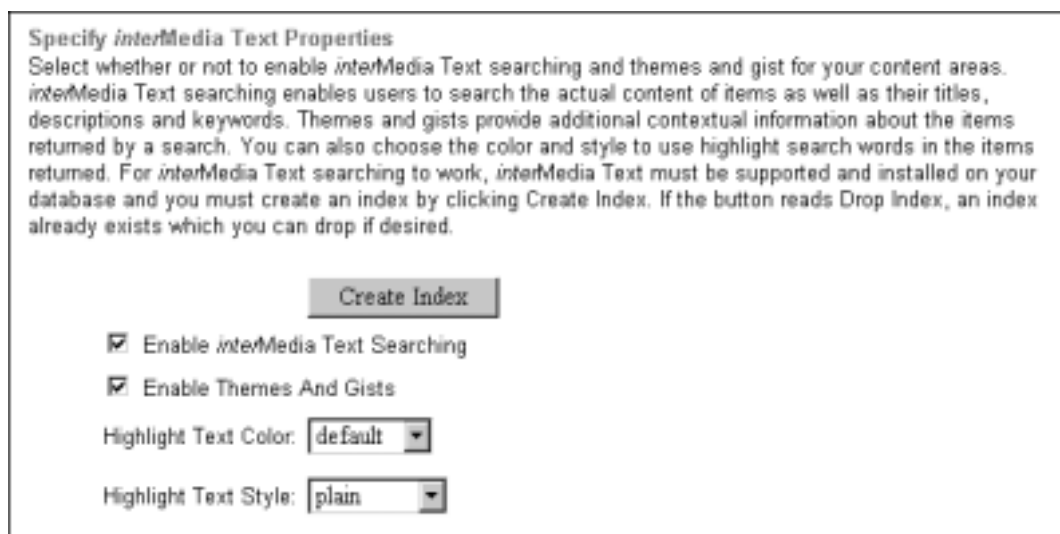 Specify interMedia Text Properties
Select whether or not to enable interMedia Text searching and themes and gist for your content areas.
interMedia Text searching enables users to search the actual content of items as well as their titles,
descriptions and keywords. Themes and gists provide additional contextual information about the items
returned by a search. You can also choose the color and style to use highlight search words in the items
returned. For interMedia Text searching to work, interMedia Text must be supported and installed on your
database and you must create an index by clicking Create Index. If the button reads Drop Index, an index
already exists which you can drop if desired.
Create Index
Enable interMedia Text Searching
Enable Themes And Gists
Highlight Text Color: default
Highlight Text Style: plain